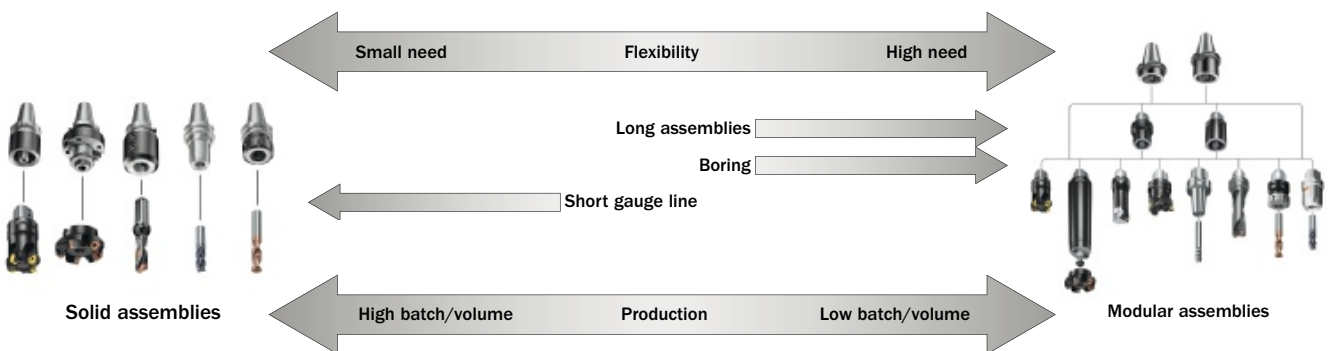 Small need Flexibility High need
Long assemblies
Boring
Short gauge line
Solid assemblies
High batch/volume Production Low batch/volume
Modular assemblies